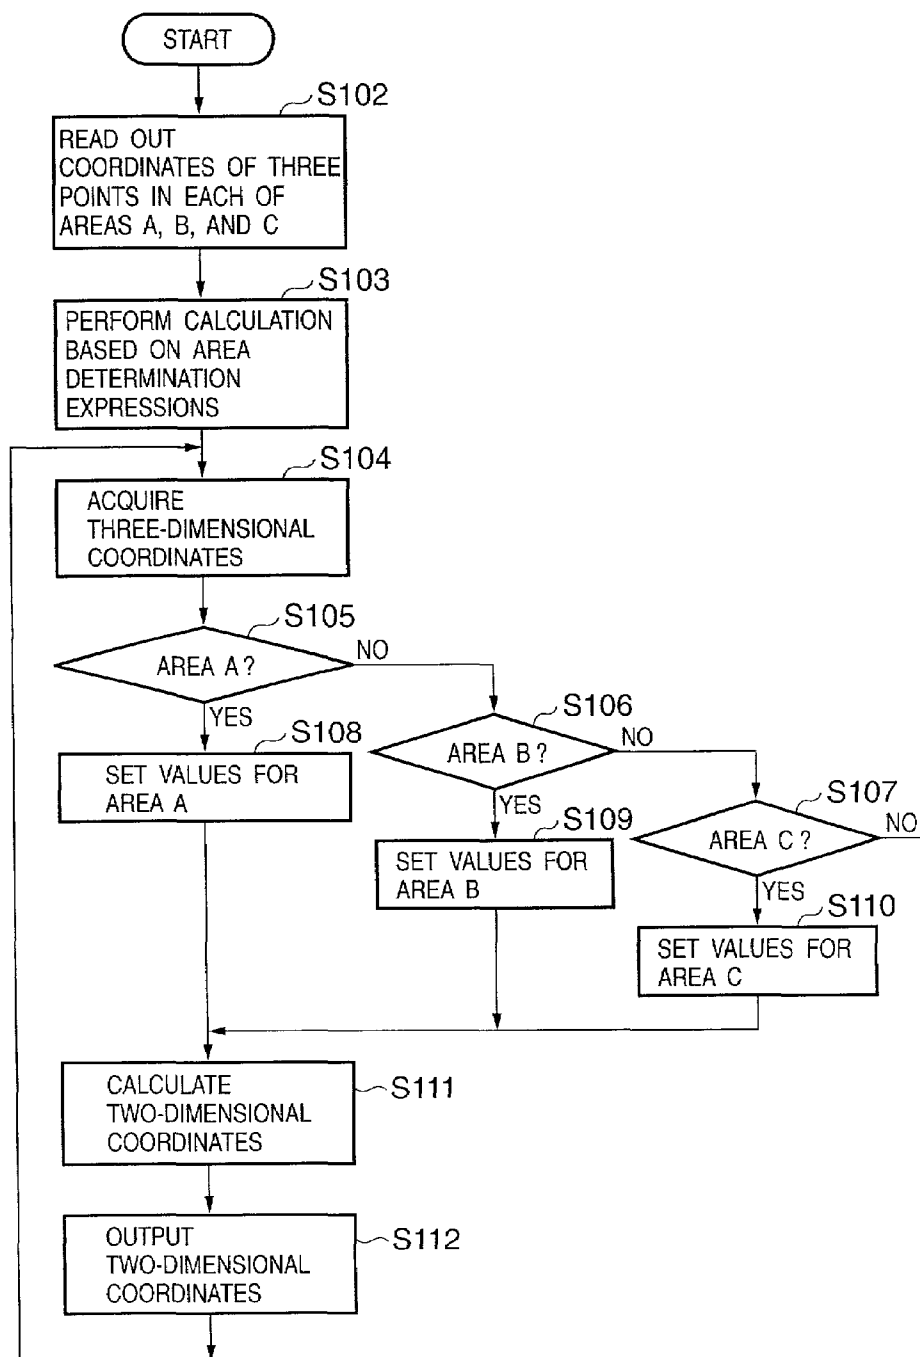 START
S102
READ OUT
COORDINATES OF THREE
POINTS IN EACH OF
AREAS A, B, AND C
S103
PERFORM CALCULATION
BASED ON AREA
DETERMINATION
EXPRESSIONS
S104
ACQUIRE
THREE-DIMENSIONAL
COORDINATES
S105
AREA A?
NO
YES
S106
AREA B?
NO
YES
S107
AREA C?
NO
YES
S108
SET VALUES FOR
AREA A
S109
SET VALUES FOR
AREA B
S110
SET VALUES FOR
AREA C
S111
CALCULATE
TWO-DIMENSIONAL
COORDINATES
S112
OUTPUT
TWO-DIMENSIONAL
COORDINATES